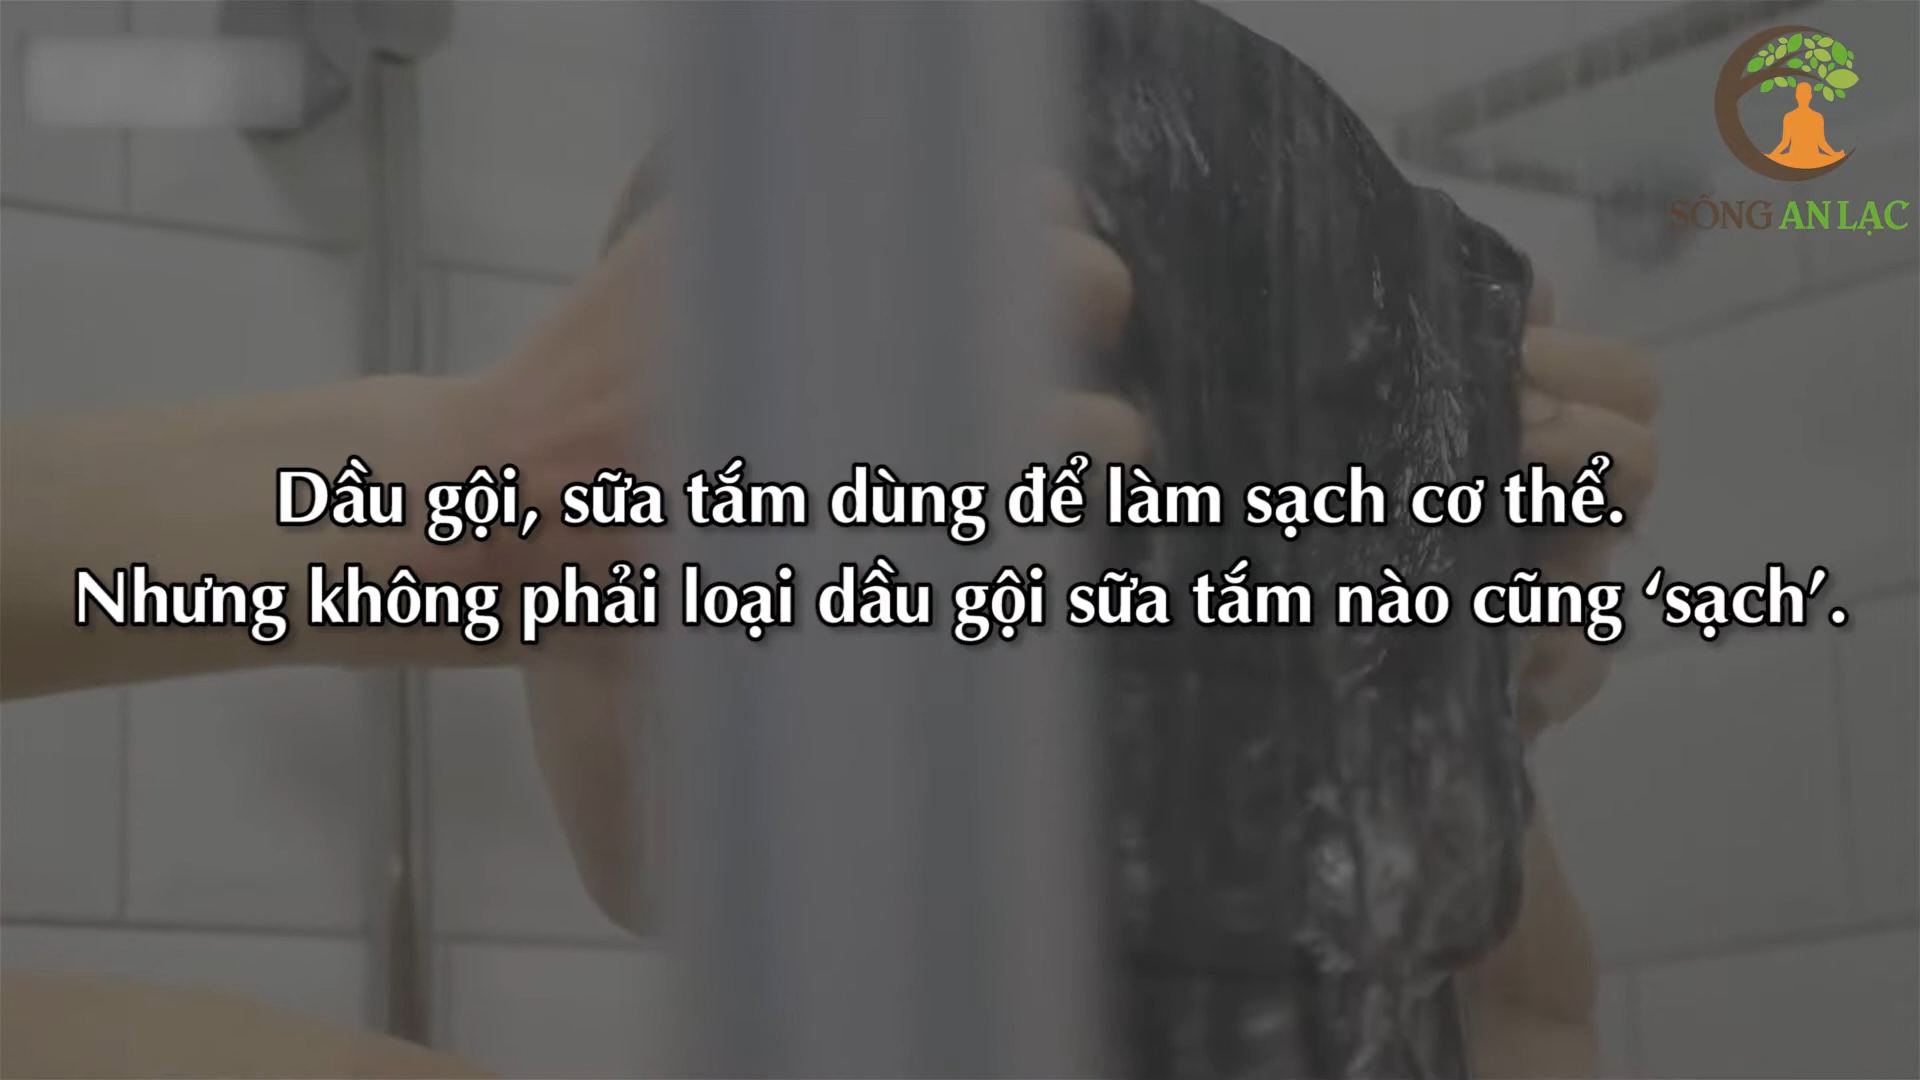 SỐNG AN LẠC
Dầu gội, sữa tắm dùng để làm sạch cơ thể.
Nhưng không phải loại dầu gội sữa tắm nào cũng ‘sạch’.